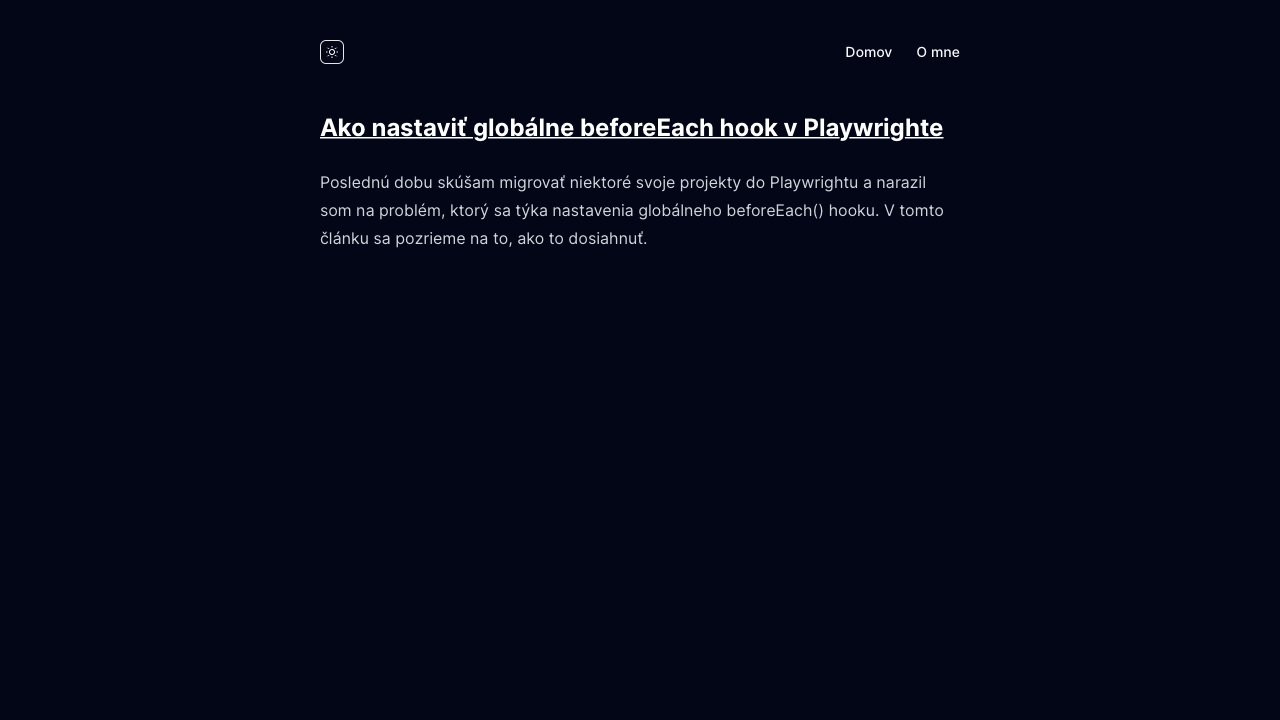 Domov O mne
Ako nastaviť globálne beforeEach hook v Playwrighte
Poslednú dobu skúšam migrovať niektoré svoje projekty do Playwrightu a narazil
som na problém, ktorý sa týka nastavenia globálneho beforeEach() hooku. V tomto
článku sa pozrieme na to, ako to dosiahnuť.